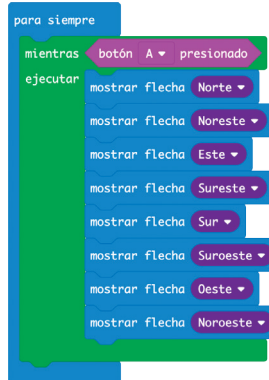 para siempre
mientras botón A presionado
ejecutar
mostrar flecha Norte
mostrar flecha Noreste
mostrar flecha Este
mostrar flecha Sureste
mostrar flecha Sur
mostrar flecha Suroeste
mostrar flecha Oeste
mostrar flecha Noroeste